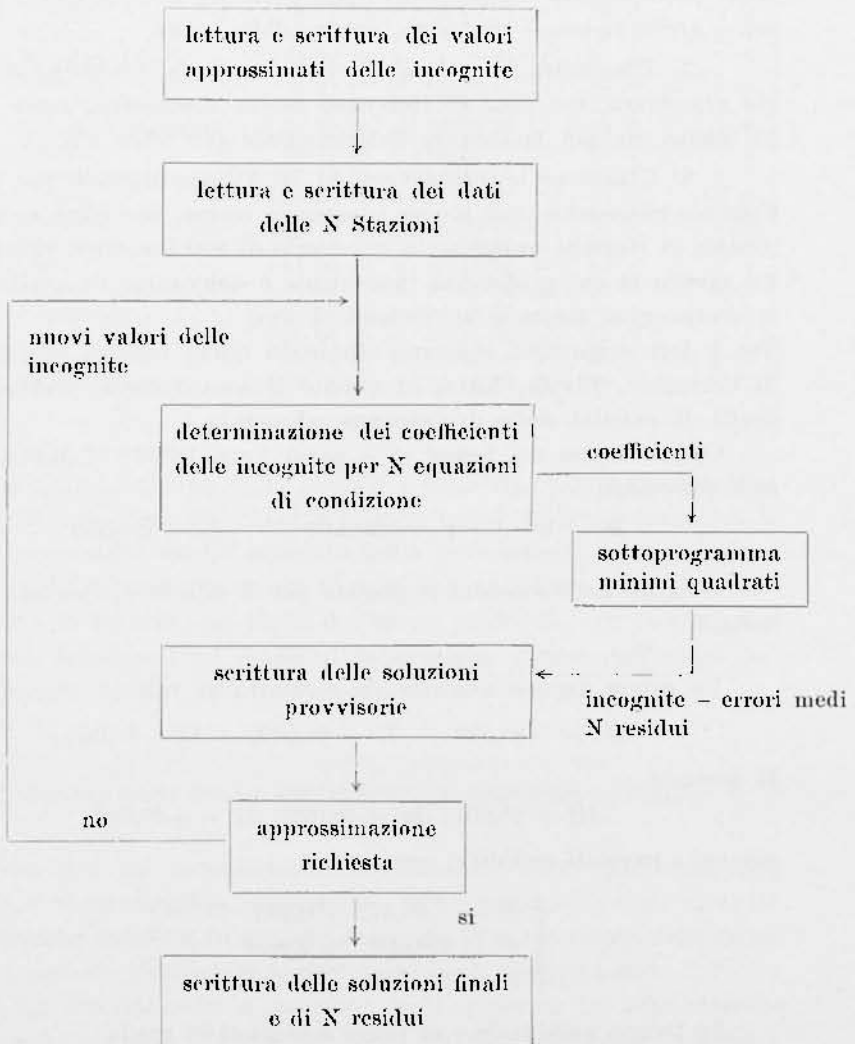 lettura e scrittura dei valori
approssimati delle incognite
lettura e scrittura dei dati
delle N Stazioni
nuovi valori delle
incognite
determinazione dei coefficienti
delle incognite per N equazioni
di condizione
coefficienti
sottoprogramma
minimi quadrati
scrittura delle soluzioni
provvisorie
incognite – errori medi
N residui
no
approssimazione
richiesta
si
scrittura delle soluzioni finali
e di N residui